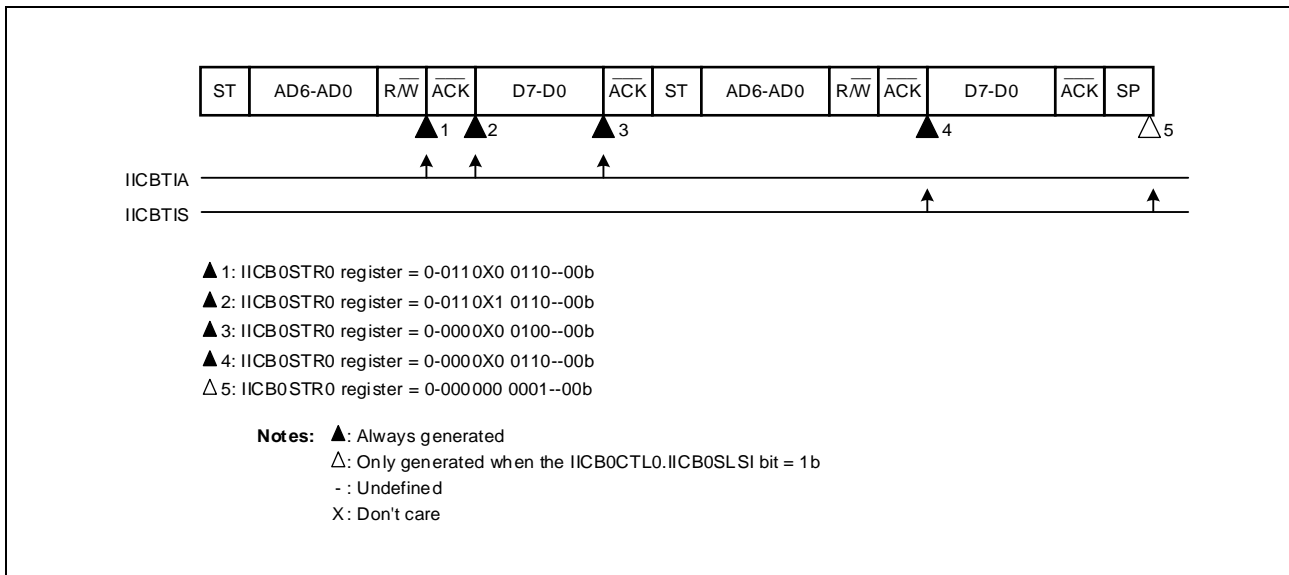 ST AD6-AD0 R/W ACK D7-D0 ACK ST AD6-AD0 R/W ACK D7-D0 ACK SP
▲1 ▲2 ▲3 ▲4 △5
IICBTIA
IICBTIS
▲1: IICB0STR0 register = 0-0110X0 0110--00b
▲2: IICB0STR0 register = 0-0110X1 0110--00b
▲3: IICB0STR0 register = 0-0000X0 0100--00b
▲4: IICB0STR0 register = 0-0000X0 0110--00b
△5: IICB0STR0 register = 0-000000 0001--00b
Notes: ▲: Always generated
△: Only generated when the IICB0CTL0.IICB0SLSI bit = 1b
- : Undefined
X: Don't care